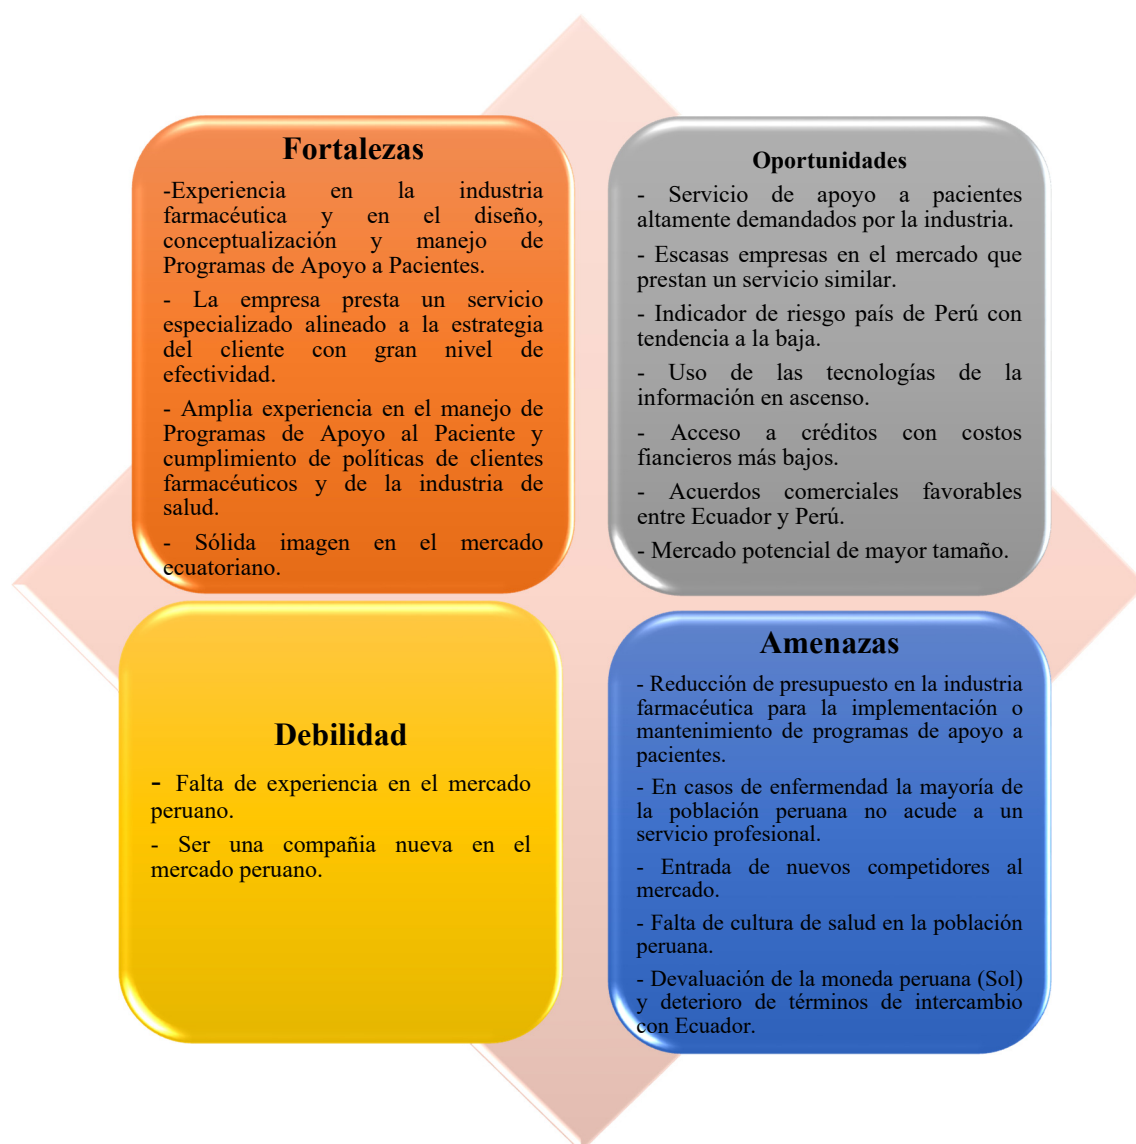 Fortalezas
-Experiencia en la industria
farmacéutica y en el diseño,
conceptualización y manejo de
Programas de Apoyo a Pacientes.
- La empresa presta un servicio
especializado alineado a la estrategia
del cliente con gran nivel de
efectividad.
- Amplia experiencia en el manejo de
Programas de Apoyo al Paciente y
cumplimiento de políticas de clientes
farmacéuticos y de la industria de
salud.
- Sólida imagen en el mercado
ecuatoriano.
Oportunidades
- Servicio de apoyo a pacientes
altamente demandados por la industria.
- Escasas empresas en el mercado que
prestan un servicio similar.
- Indicador de riesgo país de Perú con
tendencia a la baja.
- Uso de las tecnologías de la
información en ascenso.
- Acceso a créditos con costos
fiancieros más bajos.
- Acuerdos comerciales favorables
entre Ecuador y Perú.
- Mercado potencial de mayor tamaño.
Debilidad
- Falta de experiencia en el mercado
peruano.
- Ser una compañia nueva en el
mercado peruano.
Amenazas
- Reducción de presupuesto en la industria
farmacéutica para la implementación o
mantenimiento de programas de apoyo a
pacientes.
- En casos de enfermendad la mayoría de
la población peruana no acude a un
servicio profesional.
- Entrada de nuevos competidores al
mercado.
- Falta de cultura de salud en la población
peruana.
- Devaluación de la moneda peruana (Sol)
y deterioro de términos de intercambio
con Ecuador.